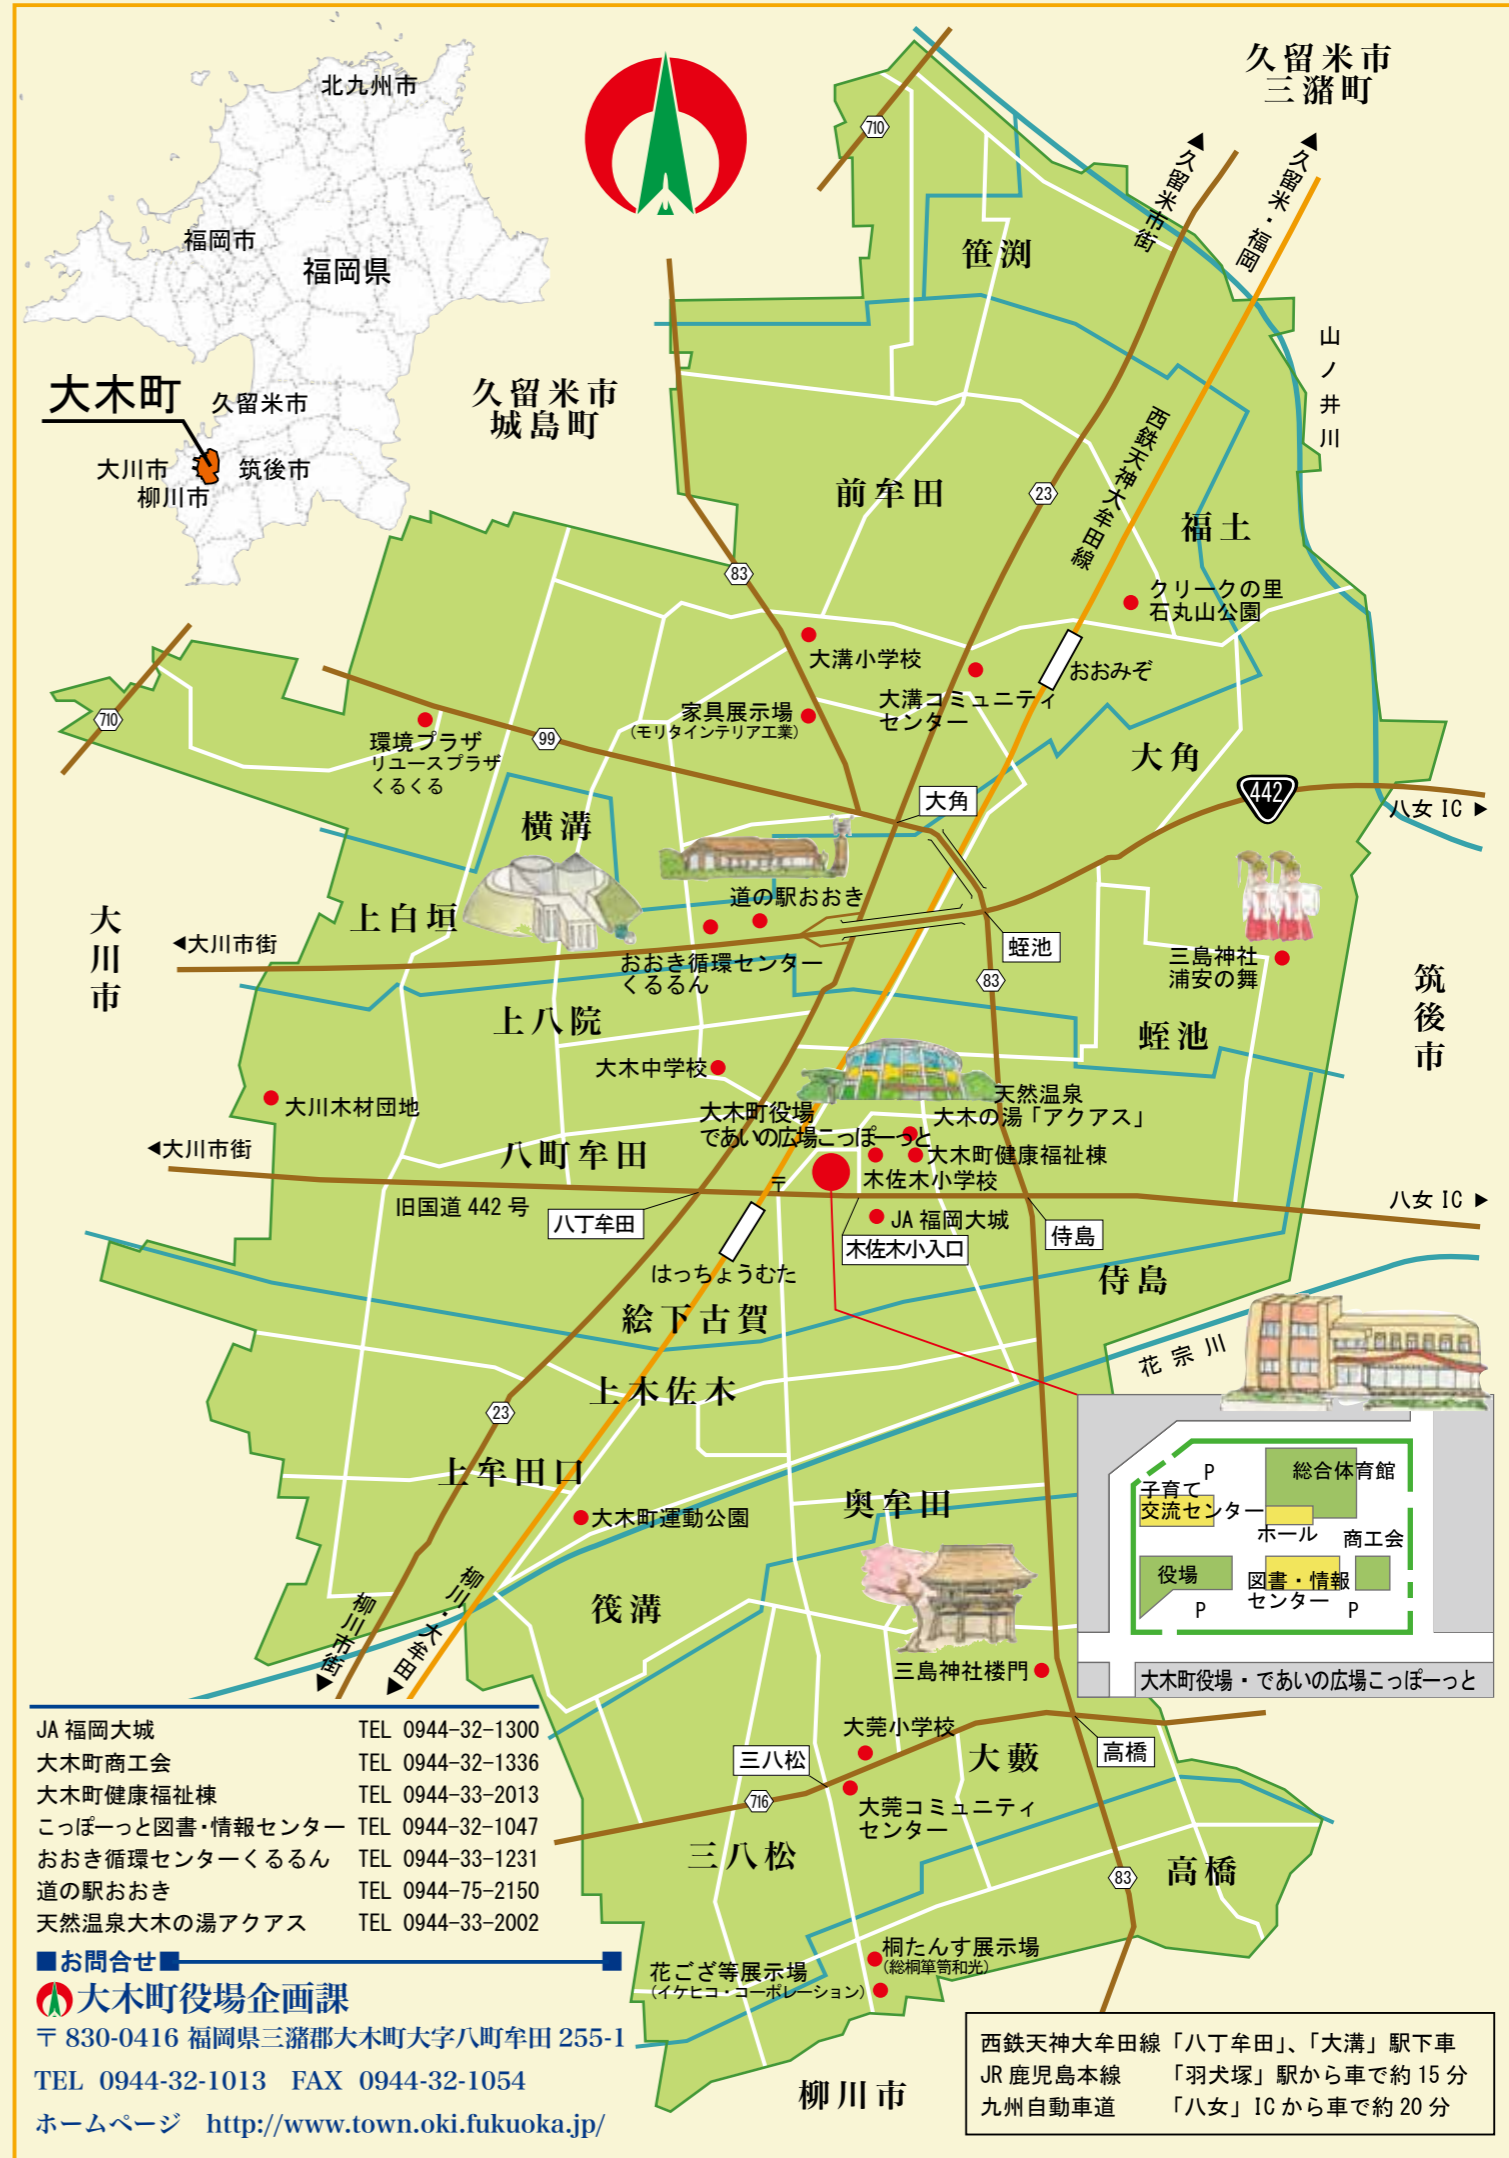 北九州市
福岡市
福岡県
大木町
久留米市
大川市
筑後市
柳川市
久留米市
三潴町
710
◀久留米市街
◀久留米・福岡
笹渕
山ノ井川
久留米市
城島町
西鉄天神大牟田線
前牟田
23
福土
83
クリークの里
石丸山公園
大溝小学校
おおみぞ
大溝コミュニティ
センター
家具展示場
(モリタインテリア工業)
710
環境プラザ
リユースプラザ
くるくる
99
大角
442
八女 IC ▶
大角
横溝
道の駅おおき
上白垣
大川市
◀大川市街
おおき循環センター
くるるん
蛭池
三島神社
浦安の舞
83
筑後市
上八院
蛭池
大木中学校
天然温泉
大木の湯「アクアス」
大川木材団地
大木町役場
であいの広場こっぽーっと
◀大川市街
八町牟田
大木町健康福祉棟
木佐木小学校
〒
旧国道 442 号
八丁牟田
JA 福岡大城
木佐木小入口
侍島
八女 IC ▶
はっちょうむた
侍島
絵下古賀
花宗川
上木佐木
23
上牟田口
奥牟田
大木町運動公園
筏溝
柳川市街▶
柳川・大牟田▶
P
総合体育館
子育て
交流センター
ホール
商工会
役場
図書・情報
センター
P
P
大木町役場・であいの広場こっぽーっと
三島神社楼門
大莞小学校
三八松
大藪
高橋
716
大莞コミュニティ
センター
三八松
高橋
83
桐たんす展示場
(総桐箪笥和光)
花ござ等展示場
(イケヒコ・コーポレーション)
柳川市
JA 福岡大城 TEL 0944-32-1300
大木町商工会 TEL 0944-32-1336
大木町健康福祉棟 TEL 0944-33-2013
こっぽーっと図書・情報センター TEL 0944-32-1047
おおき循環センターくるるん TEL 0944-33-1231
道の駅おおき TEL 0944-75-2150
天然温泉大木の湯アクアス TEL 0944-33-2002
■お問合せ■
大木町役場企画課
〒 830-0416 福岡県三潴郡大木町大字八町牟田 255-1
TEL 0944-32-1013 FAX 0944-32-1054
ホームページ http://www.town.oki.fukuoka.jp/
西鉄天神大牟田線「八丁牟田」、「大溝」駅下車
JR 鹿児島本線 「羽犬塚」駅から車で約 15 分
九州自動車道 「八女」IC から車で約 20 分